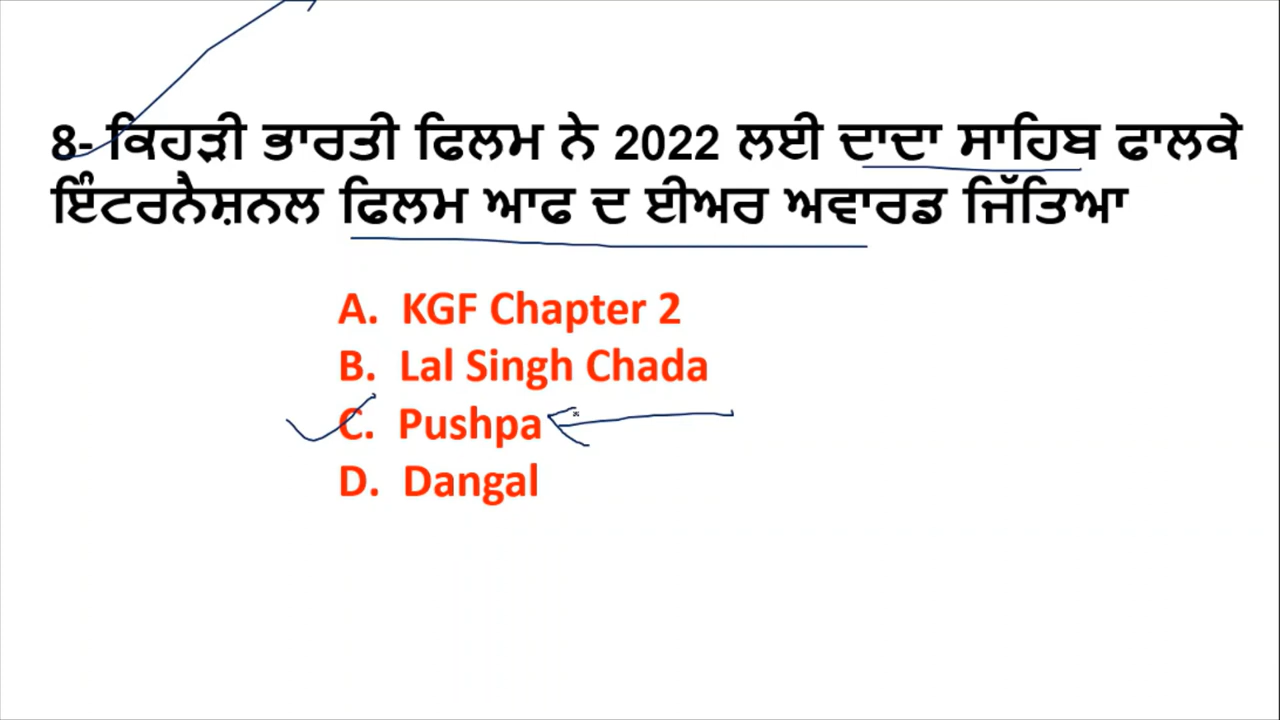 8- ਕਿਹੜੀ ਭਾਰਤੀ ਫਿਲਮ ਨੇ 2022 ਲਈ ਦਾਦਾ ਸਾਹਿਬ ਫਾਲਕੇ
ਇੰਟਰਨੈਸ਼ਨਲ ਫਿਲਮ ਆਫ ਦ ਈਅਰ ਅਵਾਰਡ ਜਿੱਤਿਆ
A. KGF Chapter 2
B. Lal Singh Chada
C. Pushpa
D. Dangal